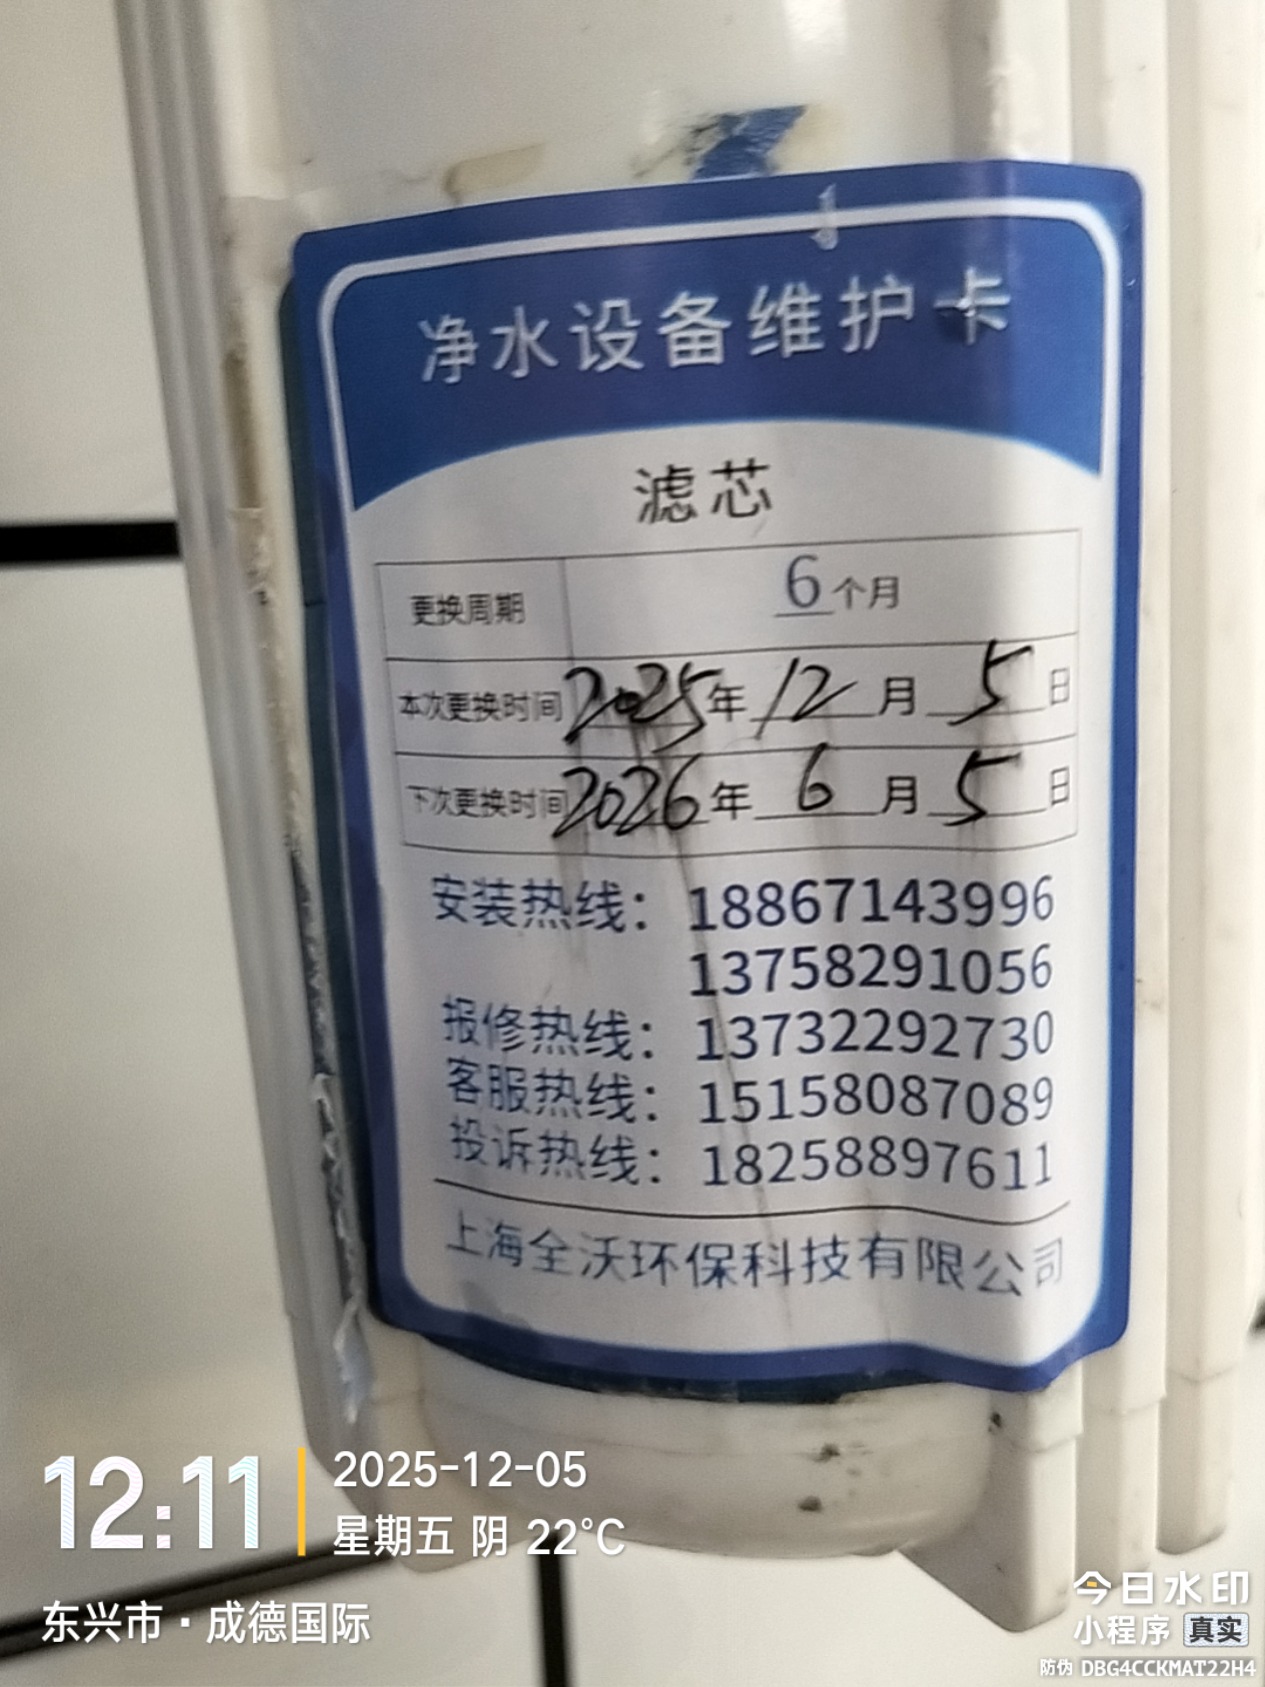 净水设备维护卡
滤芯
更换周期 6个月
本次更换时间 2025年 12月 5日
下次更换时间 2026年 6月 5日
安装热线：18867143996
13758291056
报修热线：13732292730
客服热线：15158087089
投诉热线：18258897611
上海全沃环保科技有限公司
12:11
2025-12-05
星期五 阴 22°C
东兴市·成德国际
今日水印
小程序 真实
防伪 DBG4CCKMAT22H4